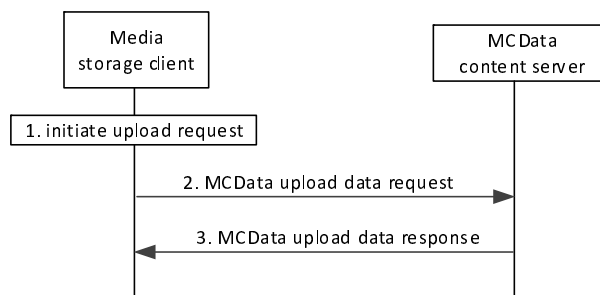 Media
storage client
MCData
content server
1. initiate upload request
2. MCData upload data request
3. MCData upload data response